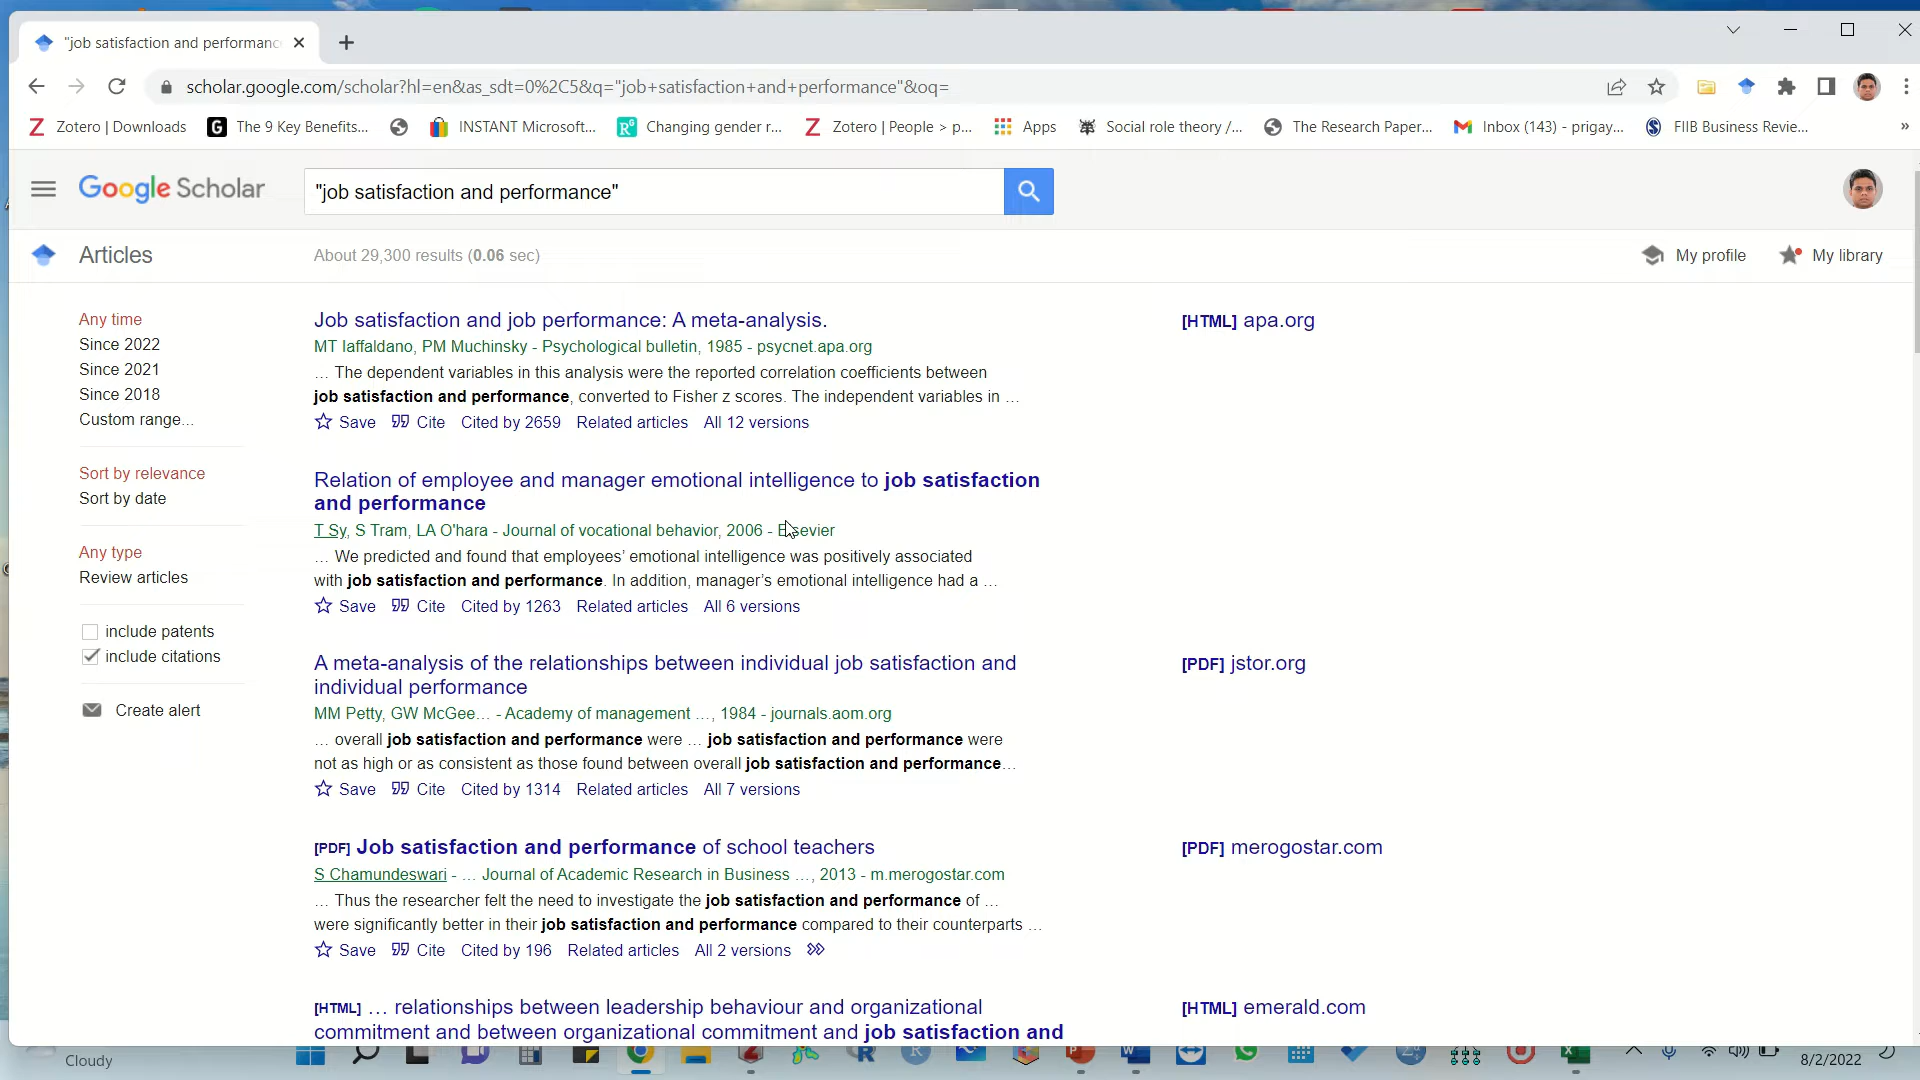 "job satisfaction and performanc
scholar.google.com/scholar?hl=en&as_sdt=0%2C5&q="job+satisfaction+and+performance"&oq=
Zotero | Downloads The 9 Key Benefits... INSTANT Microsoft... Changing gender r... Zotero | People > p... Apps Social role theory /... The Research Paper... Inbox (143) - prigay... FIIB Business Revie... »
Google Scholar "job satisfaction and performance"
Articles About 29,300 results (0.06 sec) My profile My library
Any time
Since 2022
Since 2021
Since 2018
Custom range...
Sort by relevance
Sort by date
Any type
Review articles
include patents
include citations
Create alert
Job satisfaction and job performance: A meta-analysis.
[HTML] apa.org
MT Iaffaldano, PM Muchinsky - Psychological bulletin, 1985 - psycnet.apa.org
... The dependent variables in this analysis were the reported correlation coefficients between
job satisfaction and performance, converted to Fisher z scores. The independent variables in ...
Save Cite Cited by 2659 Related articles All 12 versions
Relation of employee and manager emotional intelligence to job satisfaction
and performance
T Sy, S Tram, LA O'hara - Journal of vocational behavior, 2006 - Elsevier
... We predicted and found that employees' emotional intelligence was positively associated
with job satisfaction and performance. In addition, manager's emotional intelligence had a ...
Save Cite Cited by 1263 Related articles All 6 versions
A meta-analysis of the relationships between individual job satisfaction and
individual performance
[PDF] jstor.org
MM Petty, GW McGee... - Academy of management ..., 1984 - journals.aom.org
... overall job satisfaction and performance were ... job satisfaction and performance were
not as high or as consistent as those found between overall job satisfaction and performance...
Save Cite Cited by 1314 Related articles All 7 versions
[PDF] Job satisfaction and performance of school teachers
[PDF] merogostar.com
S Chamundeswari - ... Journal of Academic Research in Business ..., 2013 - m.merogostar.com
... Thus the researcher felt the need to investigate the job satisfaction and performance of ...
were significantly better in their job satisfaction and performance compared to their counterparts ...
Save Cite Cited by 196 Related articles All 2 versions
[HTML] ... relationships between leadership behaviour and organizational
commitment and between organizational commitment and job satisfaction and
[HTML] emerald.com
Cloudy
8/2/2022